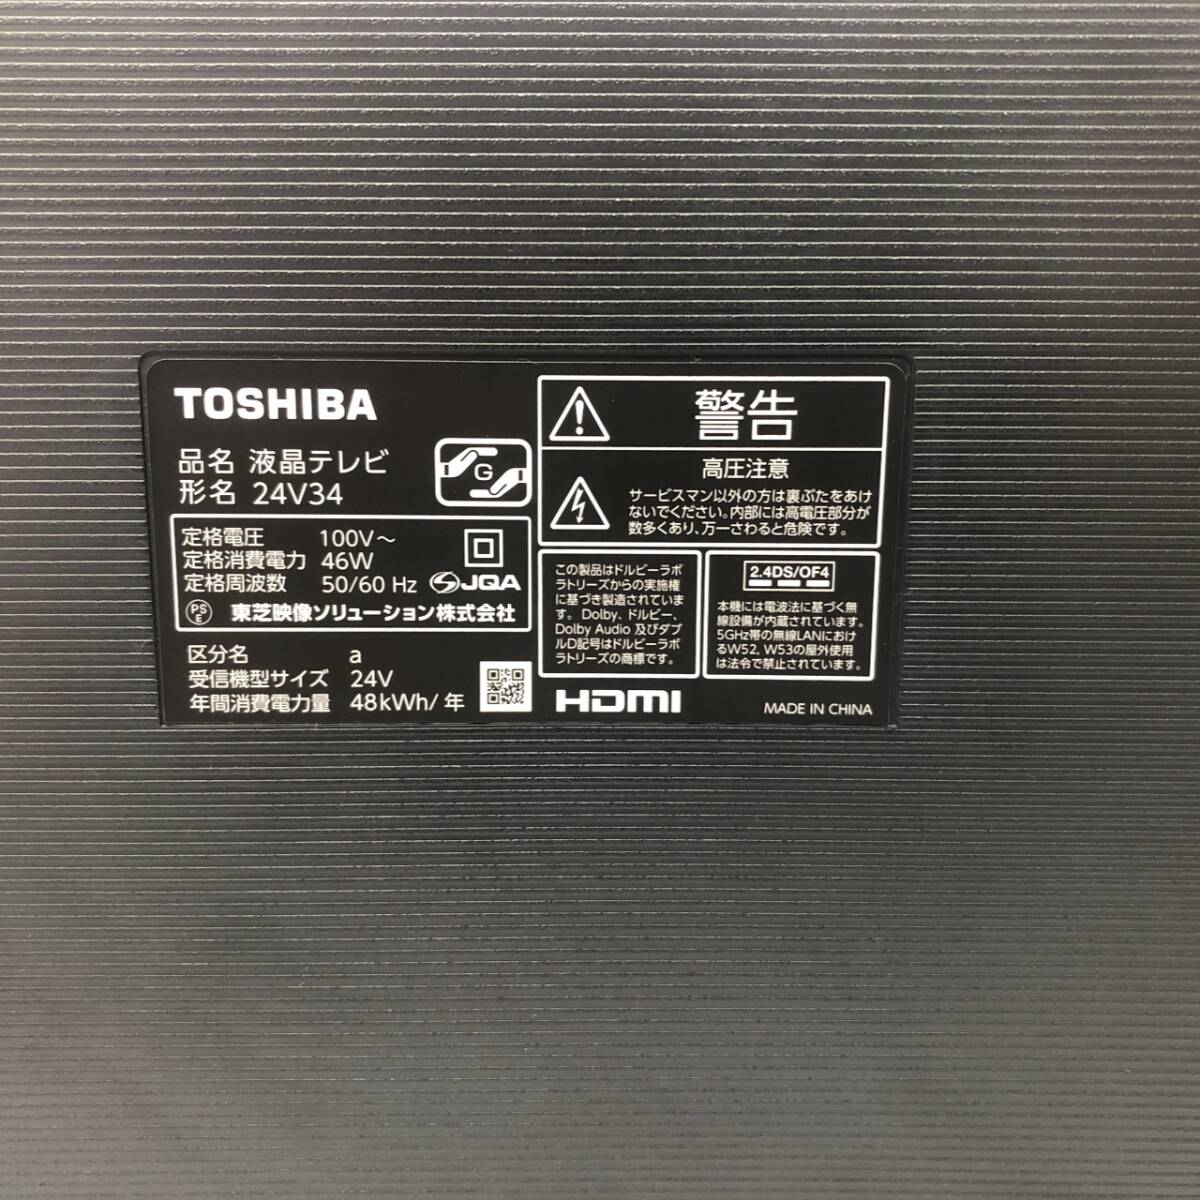 TOSHIBA
品名 液晶テレビ
形名 24V34
G
定格電圧 100V～
定格消費電力 46W
定格周波数 50/60 Hz
JQA
PS
E
東芝映像ソリューション株式会社
区分名 a
受信機型サイズ 24V
年間消費電力量 48kWh/年
警告
高圧注意
サービスマン以外の方は裏ぶたをあけ
ないでください。内部には高電圧部分が
数多くあり、万一さわると危険です。
この製品はドルビーラボ
ラトリーズからの実施権
に基づき製造されていま
す。Dolby、ドルビー、
Dolby Audio 及びダブ
ルD記号はドルビーラボ
ラトリーズの商標です。
2.4DS/OF4
本機には電波法に基づく無
線設備が内蔵されています。
5GHz帯の無線LANにおけ
るW52, W53の屋外使用
は法令で禁止されています。
HDMI
MADE IN CHINA